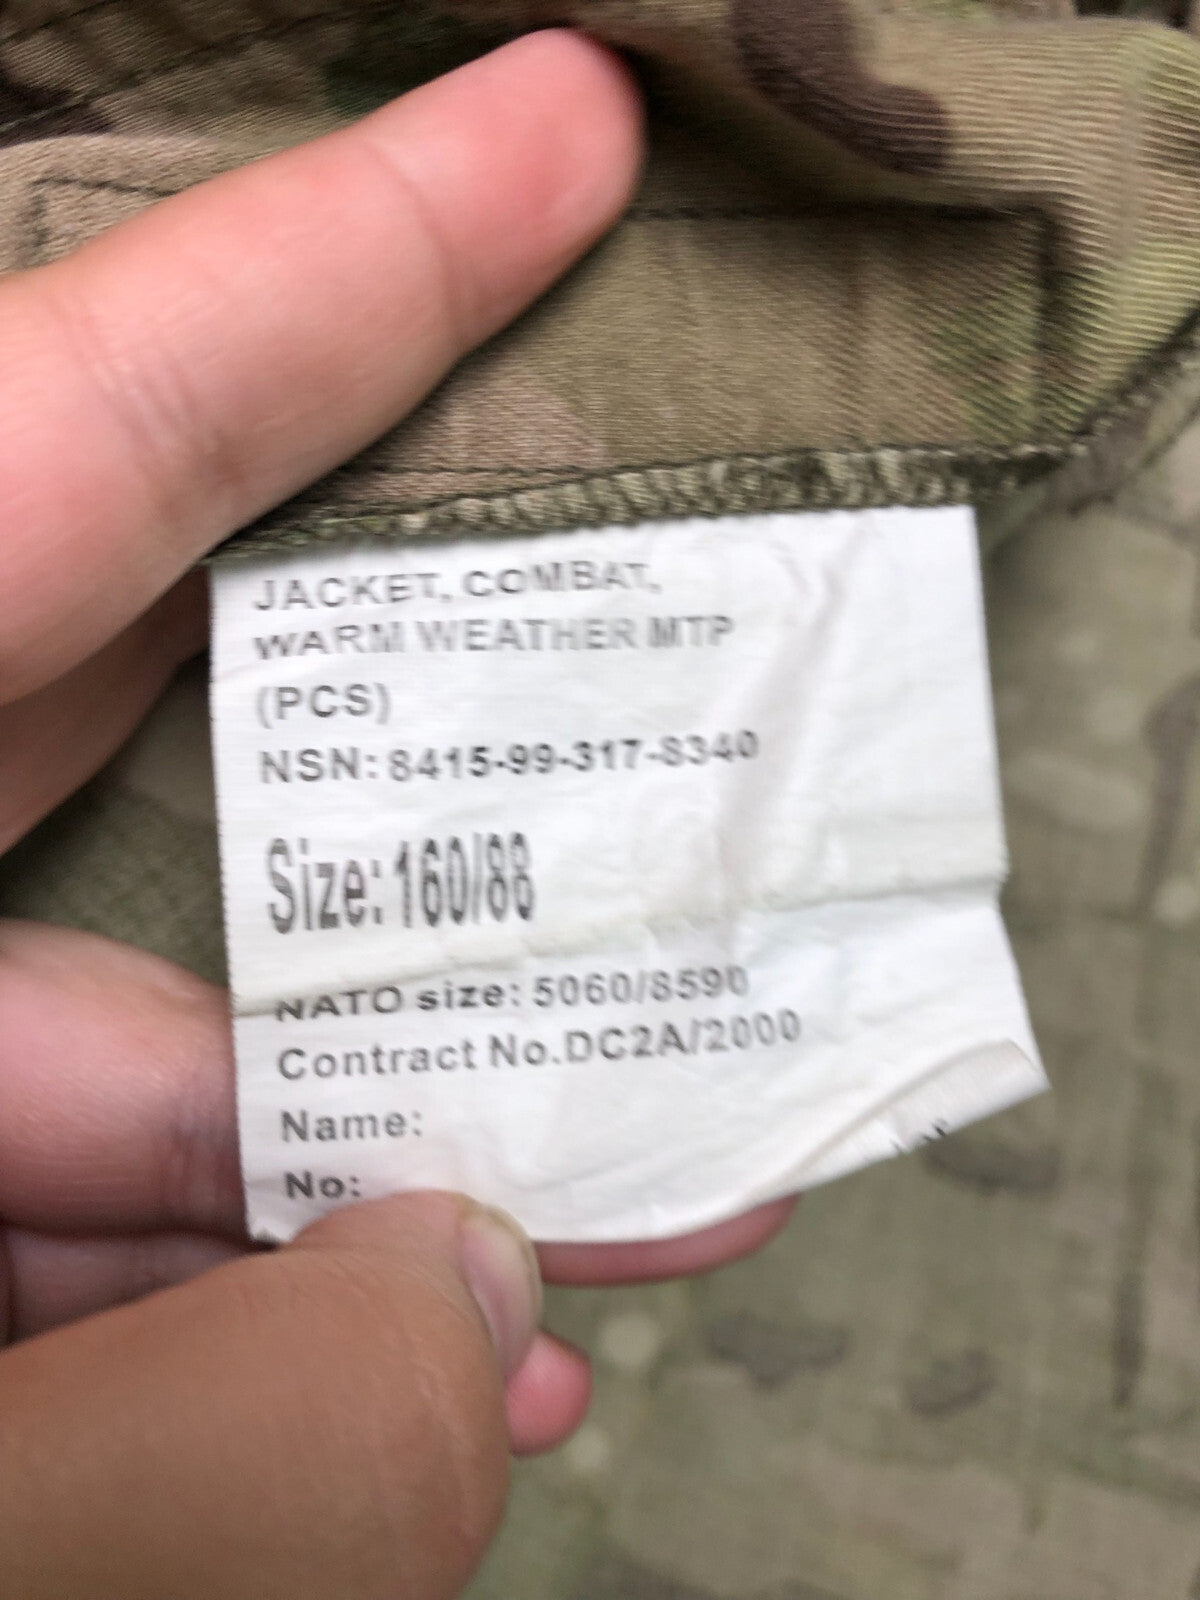 JACKET, COMBAT,
WARM WEATHER MTP
(PCS)
NSN: 8415-99-317-8340
Size: 160/88
NATO size: 5060/8590
Contract No.DC2A/2000
Name:
No: